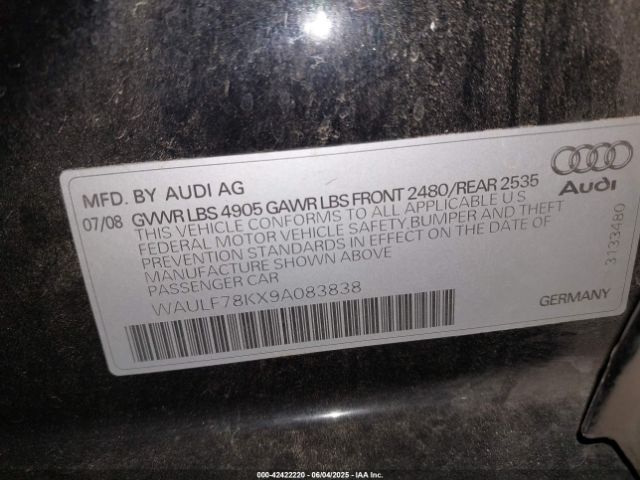 MFD. BY AUDI AG
07/08 GVWR LBS 4905 GAWR LBS FRONT 2480/REAR 2535
THIS VEHICLE CONFORMS TO ALL APPLICABLE U S
FEDERAL MOTOR VEHICLE SAFETY BUMPER AND THEFT
PREVENTION STANDARDS IN EFFECT ON THE DATE OF
MANUFACTURE SHOWN ABOVE
PASSENGER CAR
WAULF78KX9A083838
Audi
3133480
GERMANY
000-42422220 - 06/04/2025 - IAA Inc.